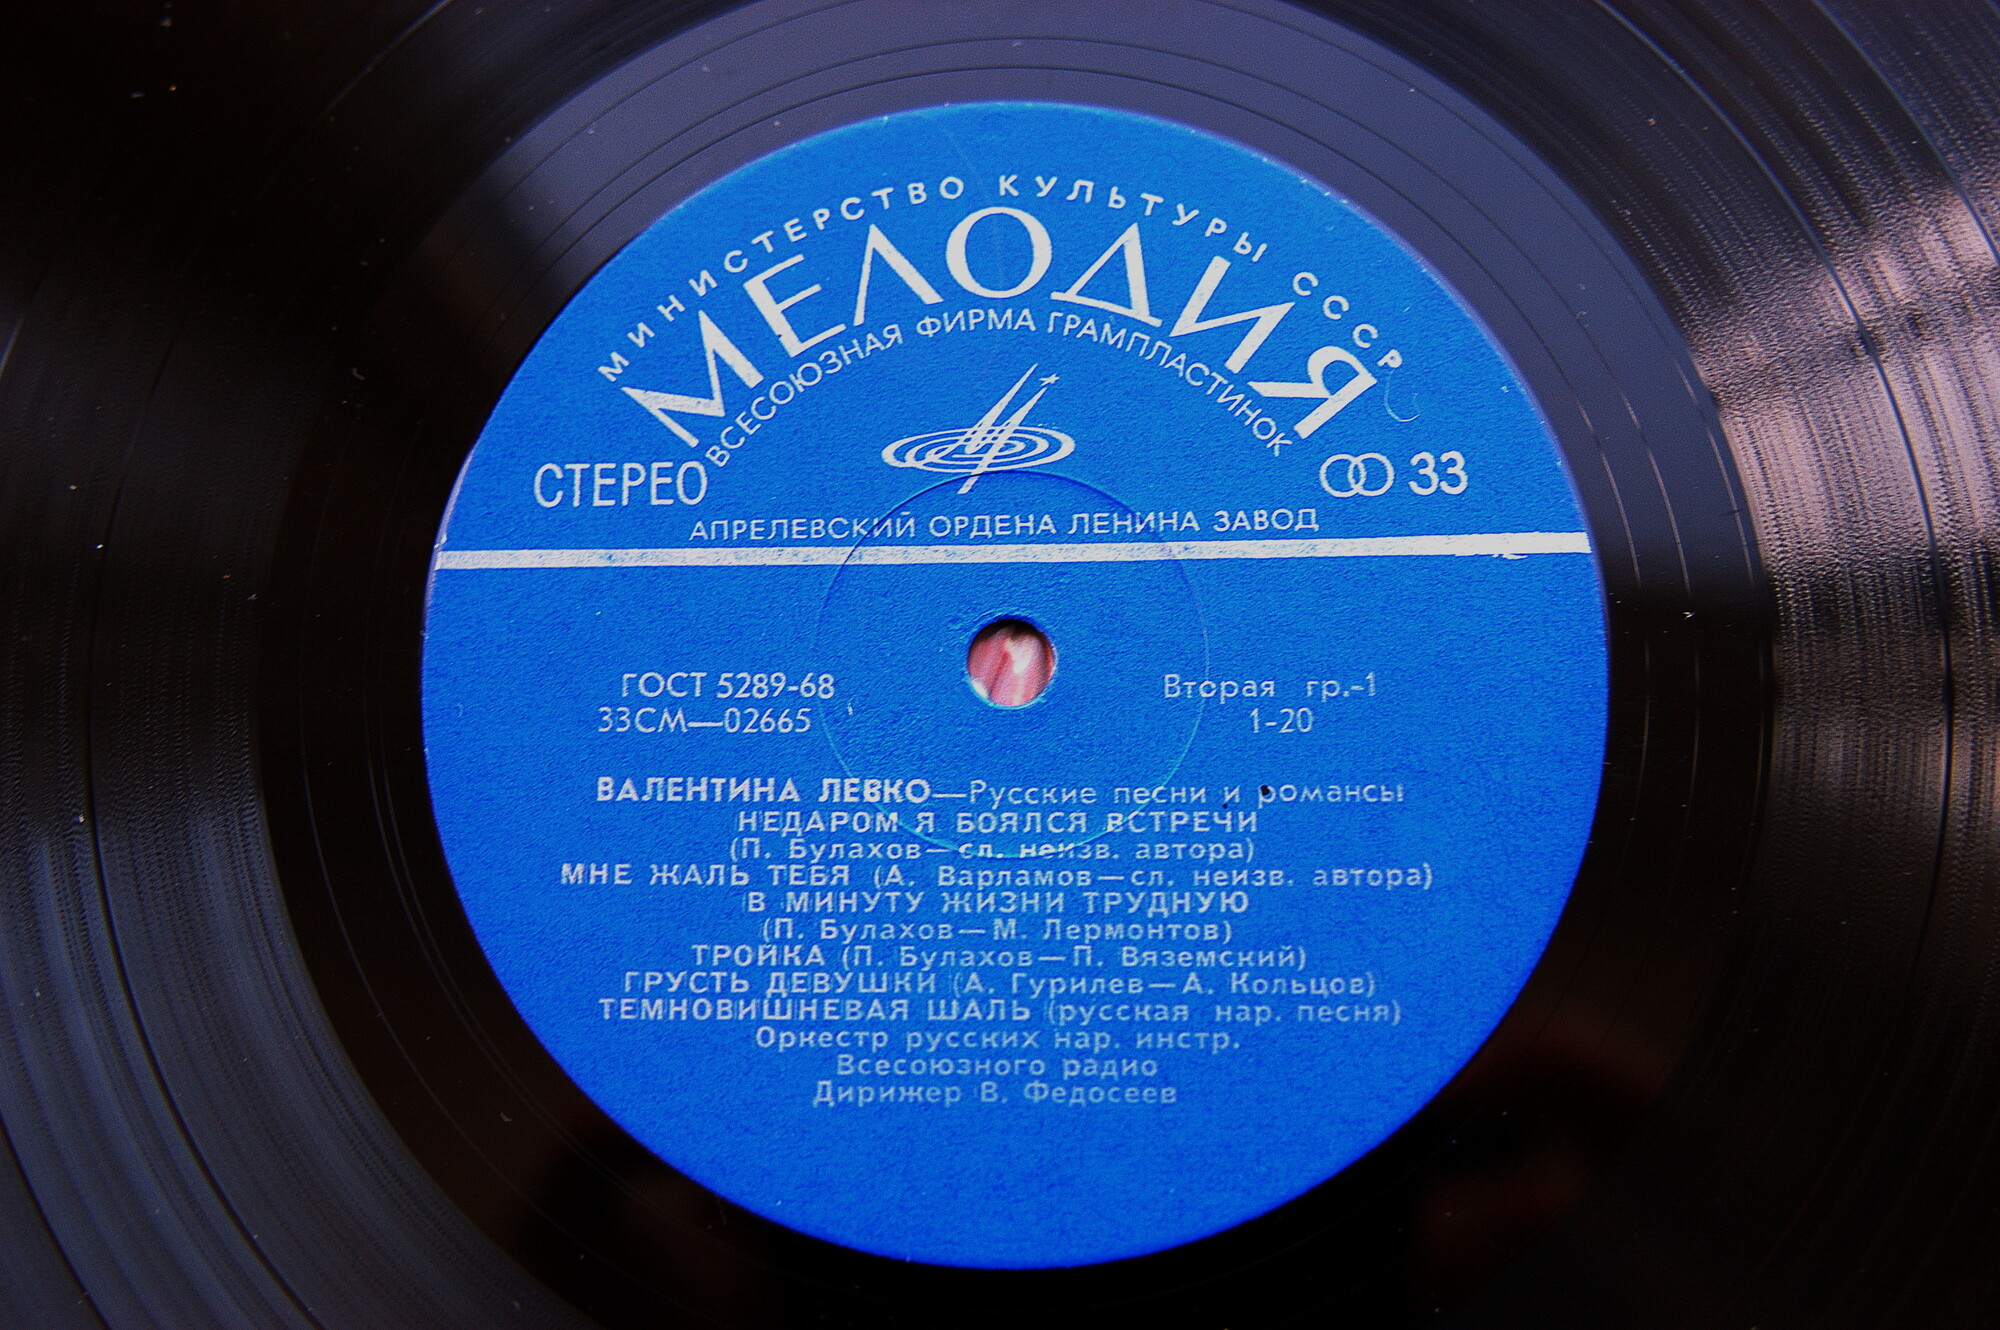 МИНИСТЕРСТВО КУЛЬТУРЫ СССР
МЕЛОДИЯ
ВСЕСОЮЗНАЯ ФИРМА ГРАМПЛАСТИНОК
СТЕРЕО
33
АПРЕЛЕВСКИЙ ОРДЕНА ЛЕНИНА ЗАВОД
ГОСТ 5289-68
Вторая гр.-1
33СМ—02665
1-20
ВАЛЕНТИНА ЛЕВКО—Русские песни и романсы
НЕДАРОМ Я БОЯЛСЯ ВСТРЕЧИ
(П. Булахов—сл. неизв. автора)
МНЕ ЖАЛЬ ТЕБЯ (А. Варламов—сл. неизв. автора)
В МИНУТУ ЖИЗНИ ТРУДНУЮ
(П. Булахов—М. Лермонтов)
ТРОЙКА (П. Булахов—П. Вяземский)
ГРУСТЬ ДЕВУШКИ (А. Гурилев—А. Кольцов)
ТЕМНОВИШНЕВАЯ ШАЛЬ (русская нар. песня)
Оркестр русских нар. инстр.
Всесоюзного радио
Дирижер В. Федосеев